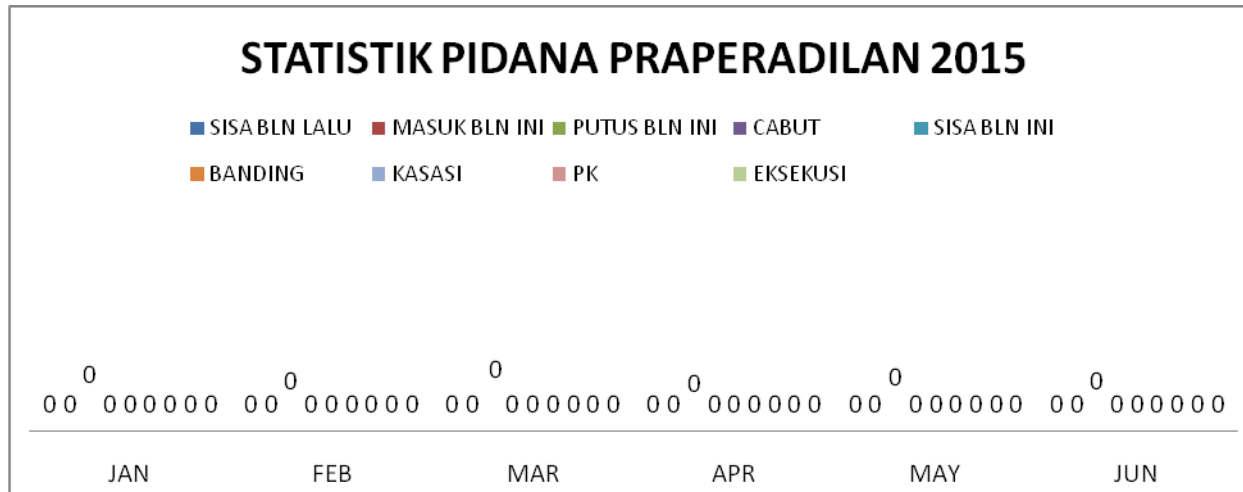 STATISTIK PIDANA PRAPERADILAN 2015
SISA BLN LALU MASUK BLN INI PUTUS BLN INI CABUT SISA BLN INI
BANDING KASASI PK EKSEKUSI
0 0 0 0 0 0 0 0 0 0 0 0 0 0 0 0 0 0 0 0 0 0 0 0 0 0 0 0 0 0 0 0 0 0 0 0 0 0 0 0 0 0 0 0 0 0 0 0 0 0 0 0 0 0
JAN FEB MAR APR MAY JUN